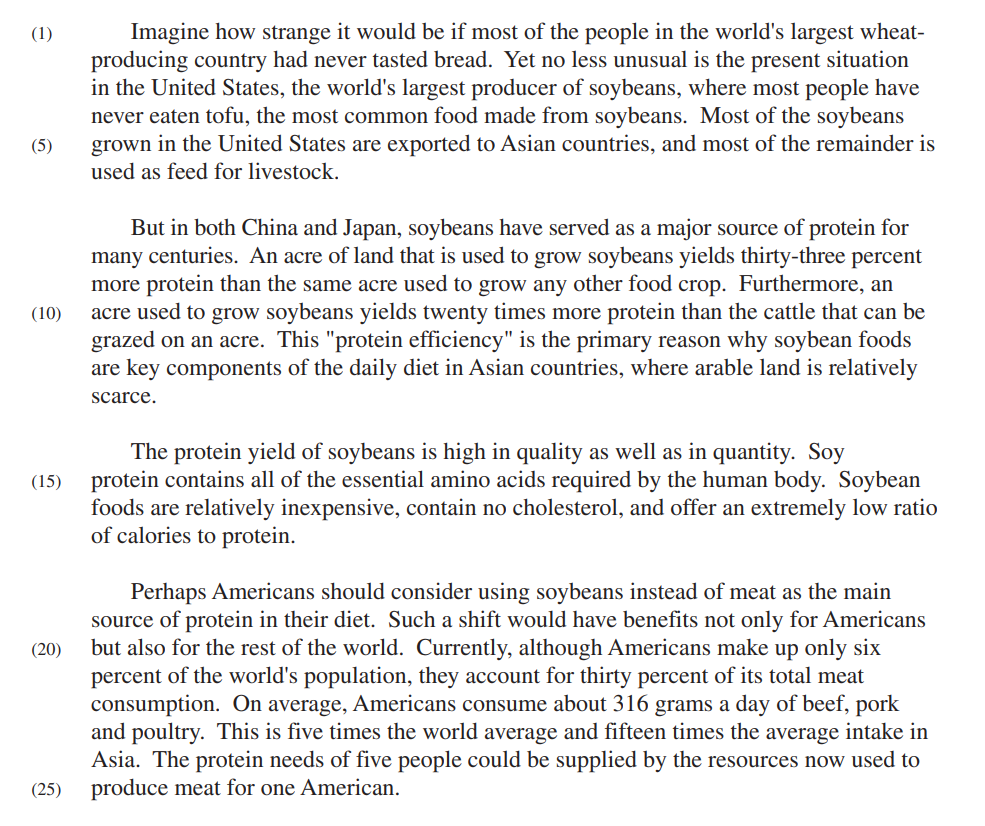 (1) Imagine how strange it would be if most of the people in the world's largest wheat-
producing country had never tasted bread. Yet no less unusual is the present situation
in the United States, the world's largest producer of soybeans, where most people have
never eaten tofu, the most common food made from soybeans. Most of the soybeans
(5) grown in the United States are exported to Asian countries, and most of the remainder is
used as feed for livestock.
But in both China and Japan, soybeans have served as a major source of protein for
many centuries. An acre of land that is used to grow soybeans yields thirty-three percent
more protein than the same acre used to grow any other food crop. Furthermore, an
(10) acre used to grow soybeans yields twenty times more protein than the cattle that can be
grazed on an acre. This "protein efficiency" is the primary reason why soybean foods
are key components of the daily diet in Asian countries, where arable land is relatively
scarce.
The protein yield of soybeans is high in quality as well as in quantity. Soy
(15) protein contains all of the essential amino acids required by the human body. Soybean
foods are relatively inexpensive, contain no cholesterol, and offer an extremely low ratio
of calories to protein.
Perhaps Americans should consider using soybeans instead of meat as the main
source of protein in their diet. Such a shift would have benefits not only for Americans
(20) but also for the rest of the world. Currently, although Americans make up only six
percent of the world's population, they account for thirty percent of its total meat
consumption. On average, Americans consume about 316 grams a day of beef, pork
and poultry. This is five times the world average and fifteen times the average intake in
Asia. The protein needs of five people could be supplied by the resources now used to
(25) produce meat for one American.